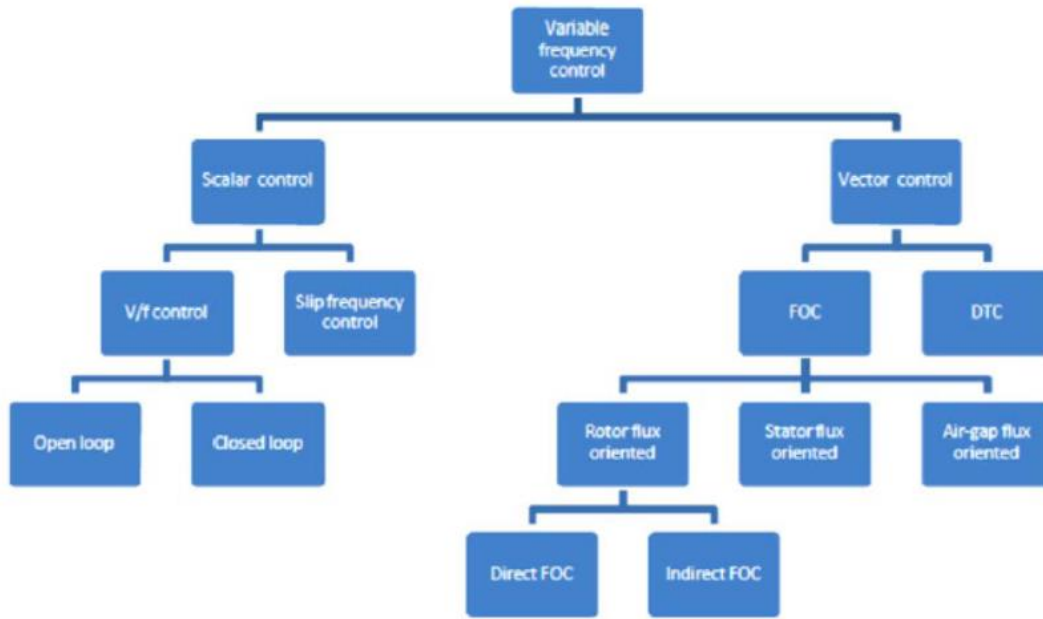 Variable
frequency
control
Scalar control
Vector control
V/f control
Slip frequency
control
FOC
DTC
Open loop
Closed loop
Rotor flux
oriented
Stator flux
oriented
Air-gap flux
oriented
Direct FOC
Indirect FOC